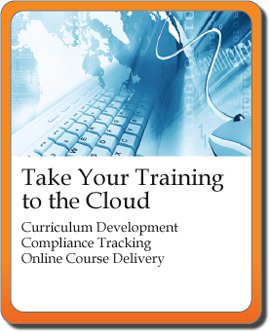 Take Your Training
to the Cloud
Curriculum Development
Compliance Tracking
Online Course Delivery